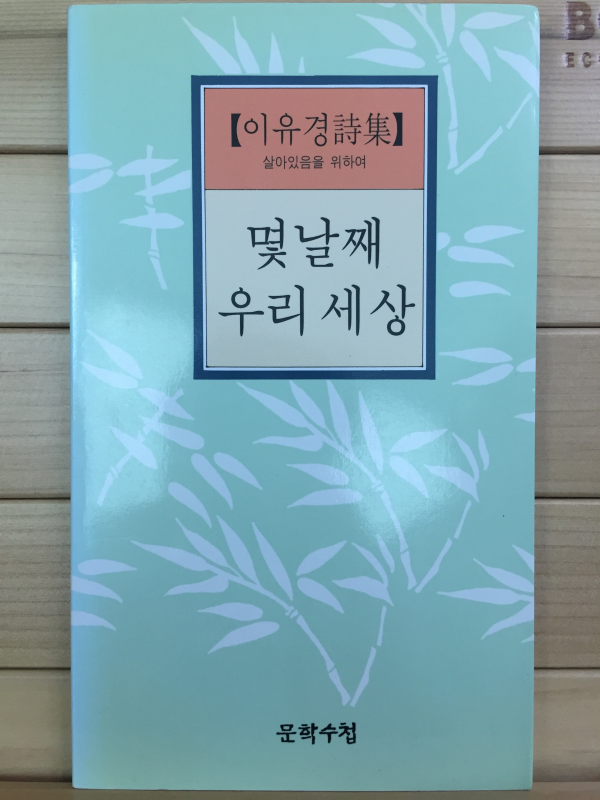 【이유경詩集】
살아있음을 위하여
몇날째
우리 세상
문학수첩